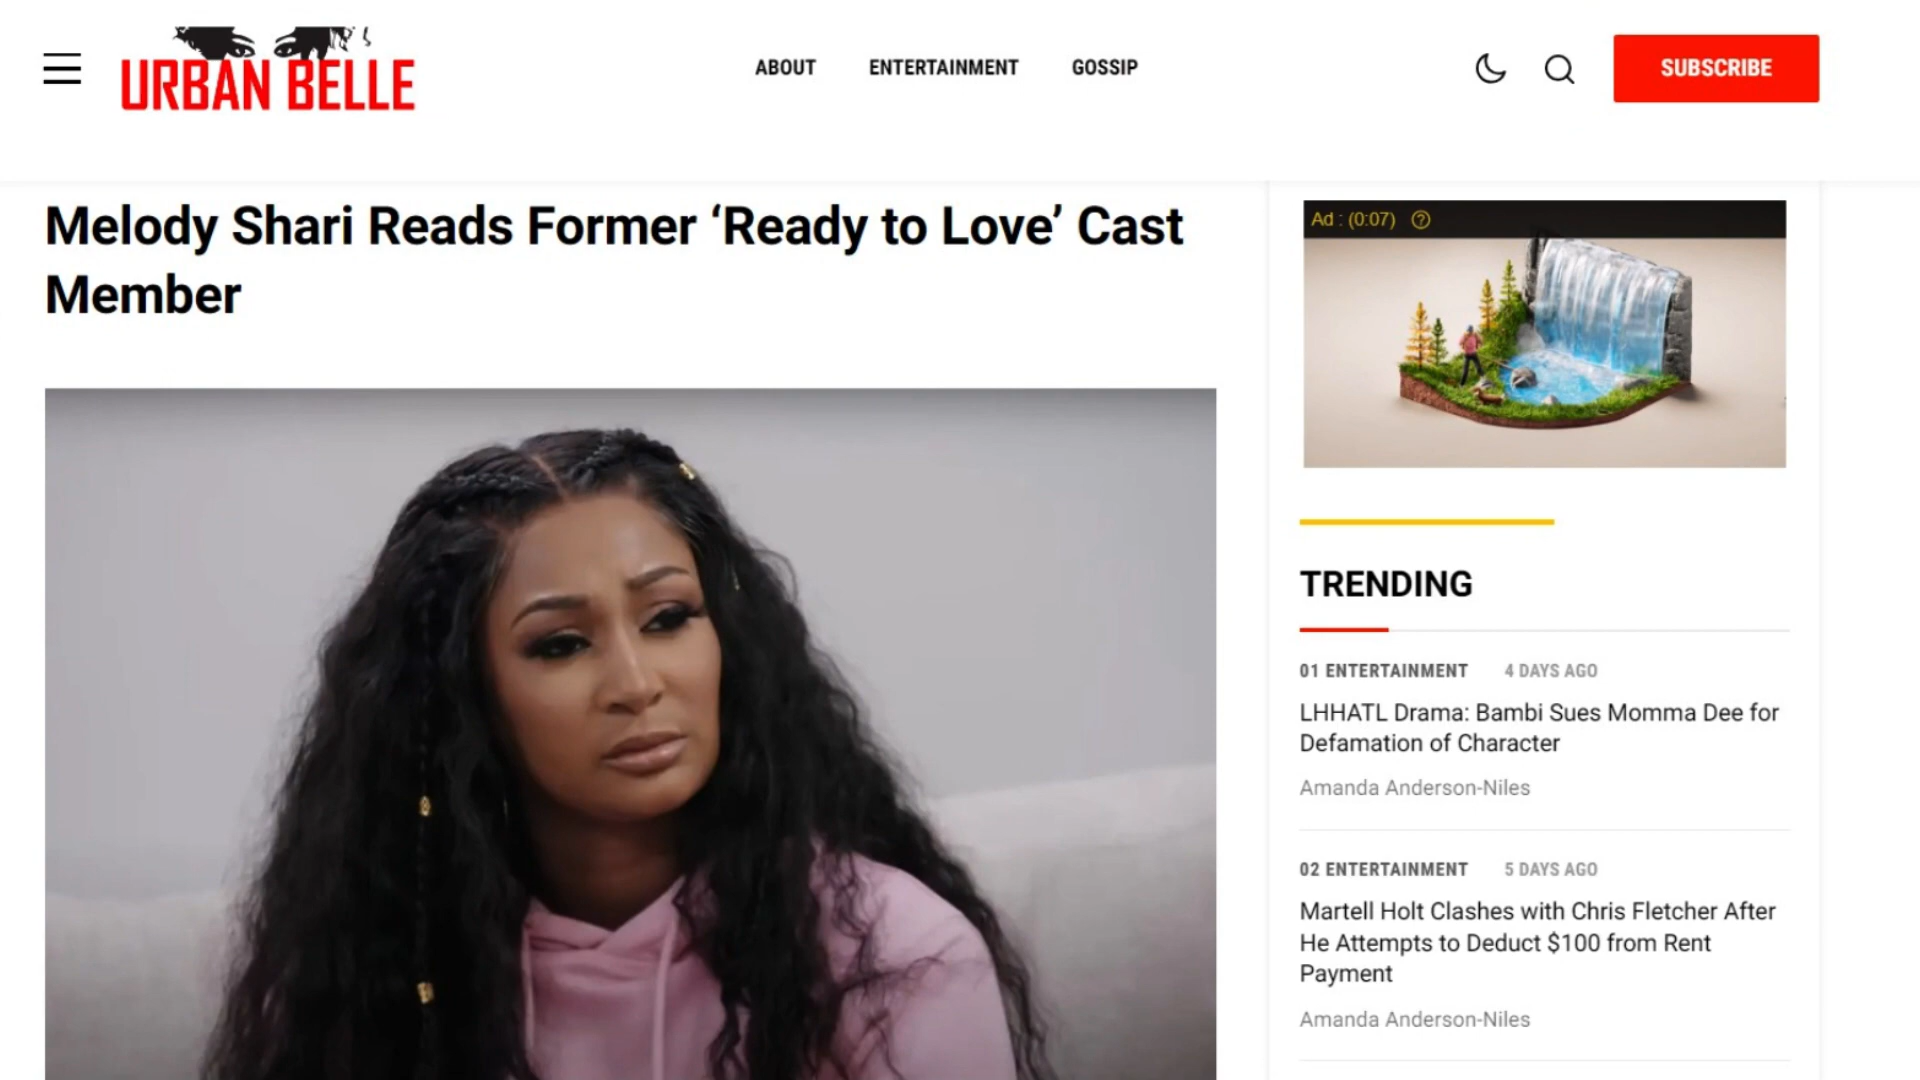 URBAN BELLE
ABOUT
ENTERTAINMENT
GOSSIP
SUBSCRIBE
Melody Shari Reads Former ‘Ready to Love’ Cast
Member
Ad : (0:07)
TRENDING
01 ENTERTAINMENT 4 DAYS AGO
LHHATL Drama: Bambi Sues Momma Dee for
Defamation of Character
Amanda Anderson-Niles
02 ENTERTAINMENT 5 DAYS AGO
Martell Holt Clashes with Chris Fletcher After
He Attempts to Deduct $100 from Rent
Payment
Amanda Anderson-Niles